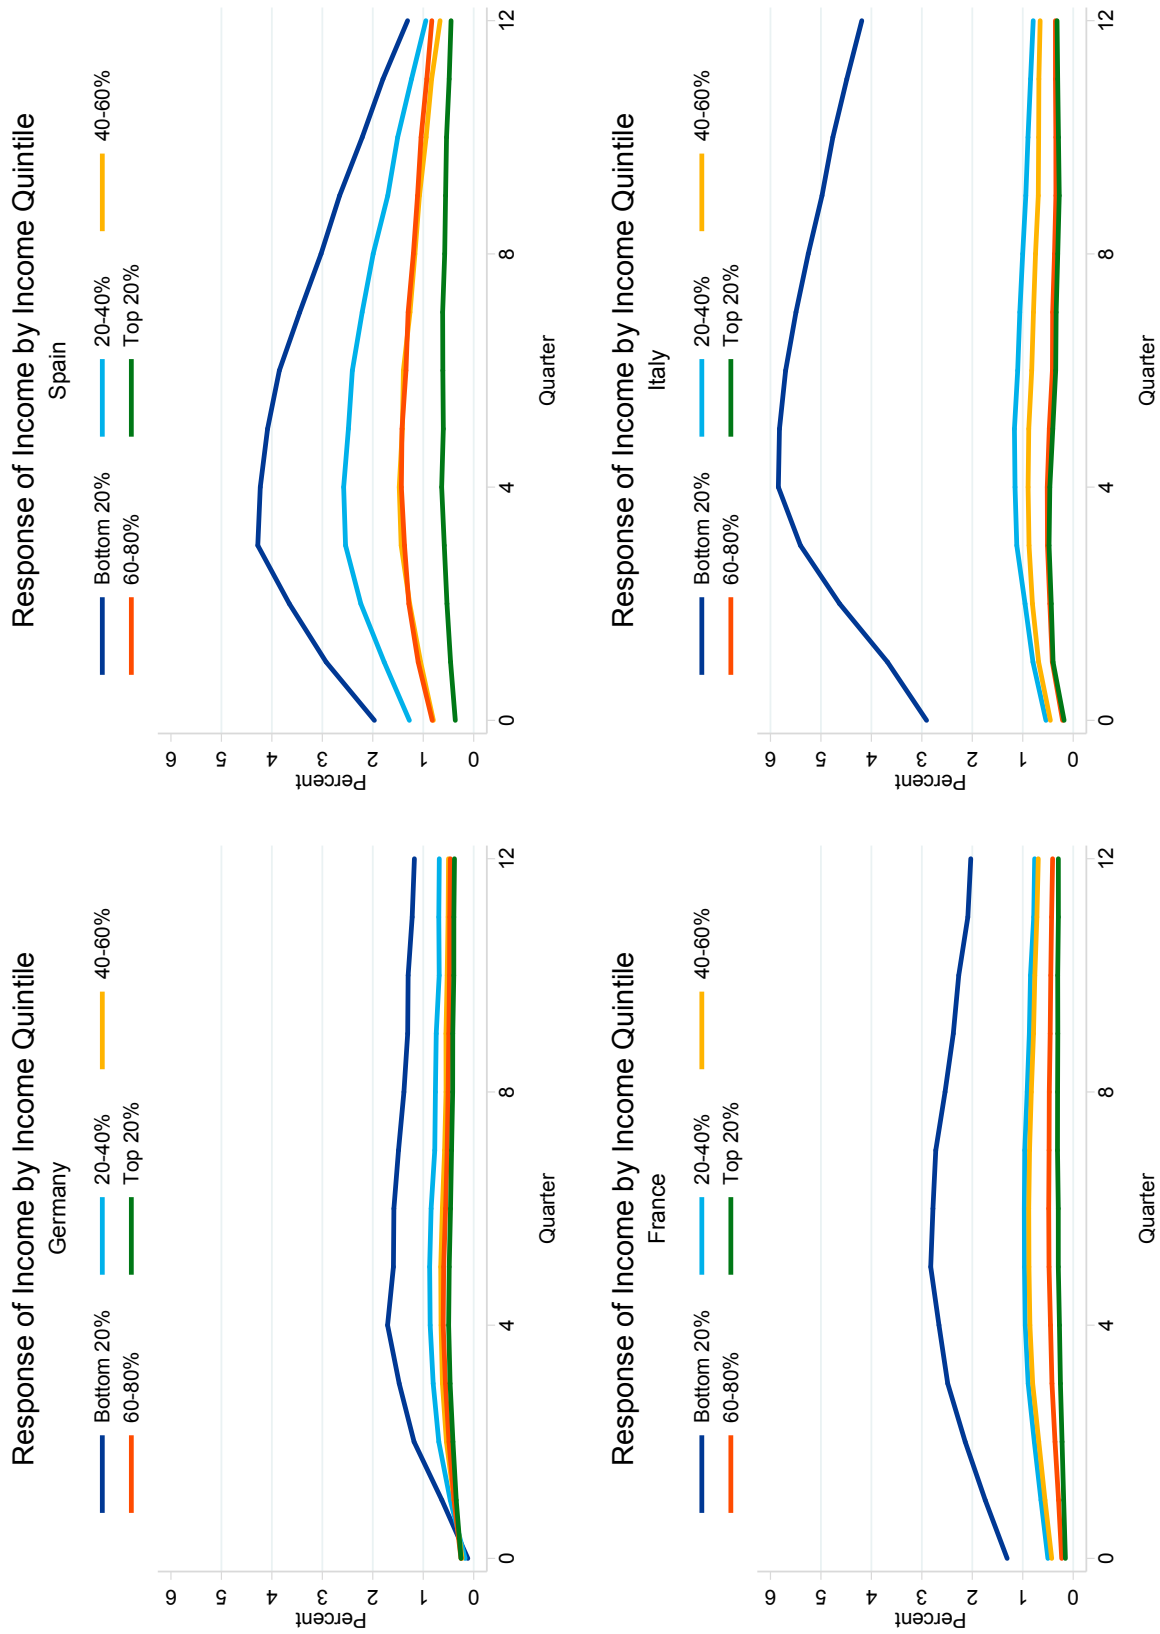 Response of Income by Income Quintile
Germany
Bottom 20% 20-40% 40-60%
60-80% Top 20%
Percent
6
5
4
3
2
1
0
0 4 8 12
Quarter
Response of Income by Income Quintile
Spain
Bottom 20% 20-40% 40-60%
60-80% Top 20%
Percent
6
5
4
3
2
1
0
0 4 8 12
Quarter
Response of Income by Income Quintile
France
Bottom 20% 20-40% 40-60%
60-80% Top 20%
Percent
6
5
4
3
2
1
0
0 4 8 12
Quarter
Response of Income by Income Quintile
Italy
Bottom 20% 20-40% 40-60%
60-80% Top 20%
Percent
6
5
4
3
2
1
0
0 4 8 12
Quarter